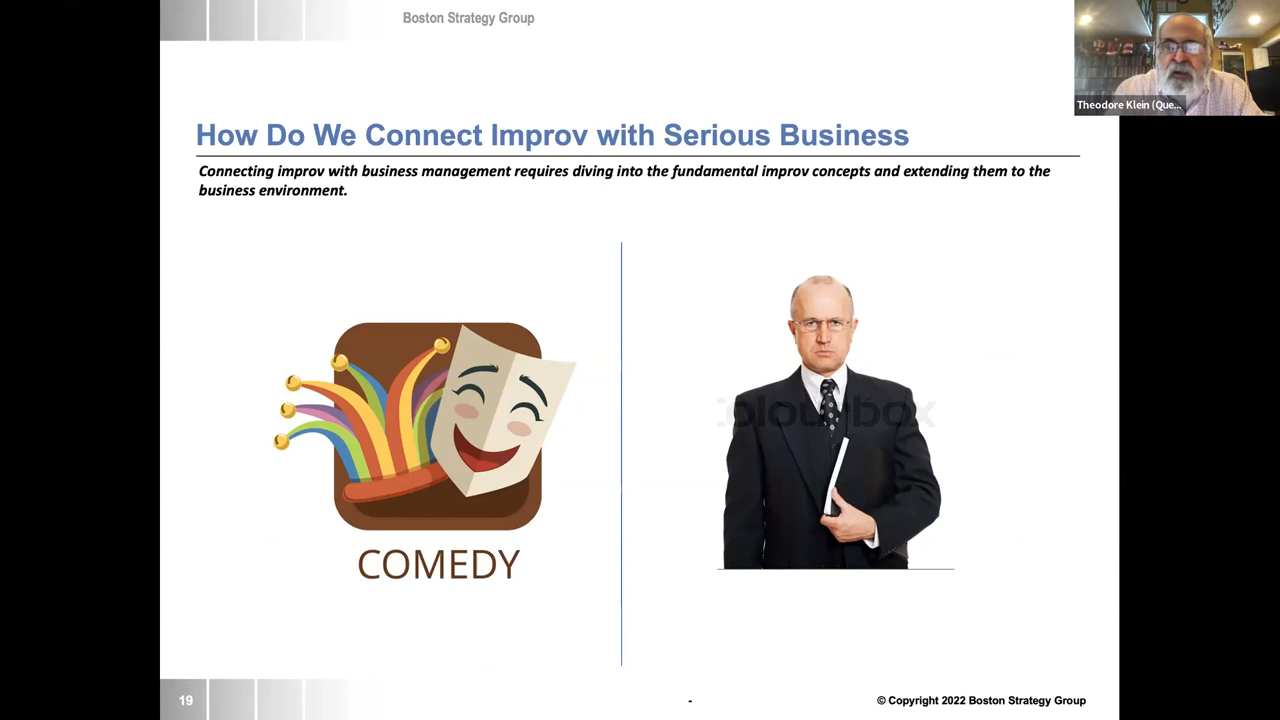 Boston Strategy Group
Theodore Klein (Que...
How Do We Connect Improv with Serious Business
Connecting improv with business management requires diving into the fundamental improv concepts and extending them to the
business environment.
COMEDY
19
-
© Copyright 2022 Boston Strategy Group